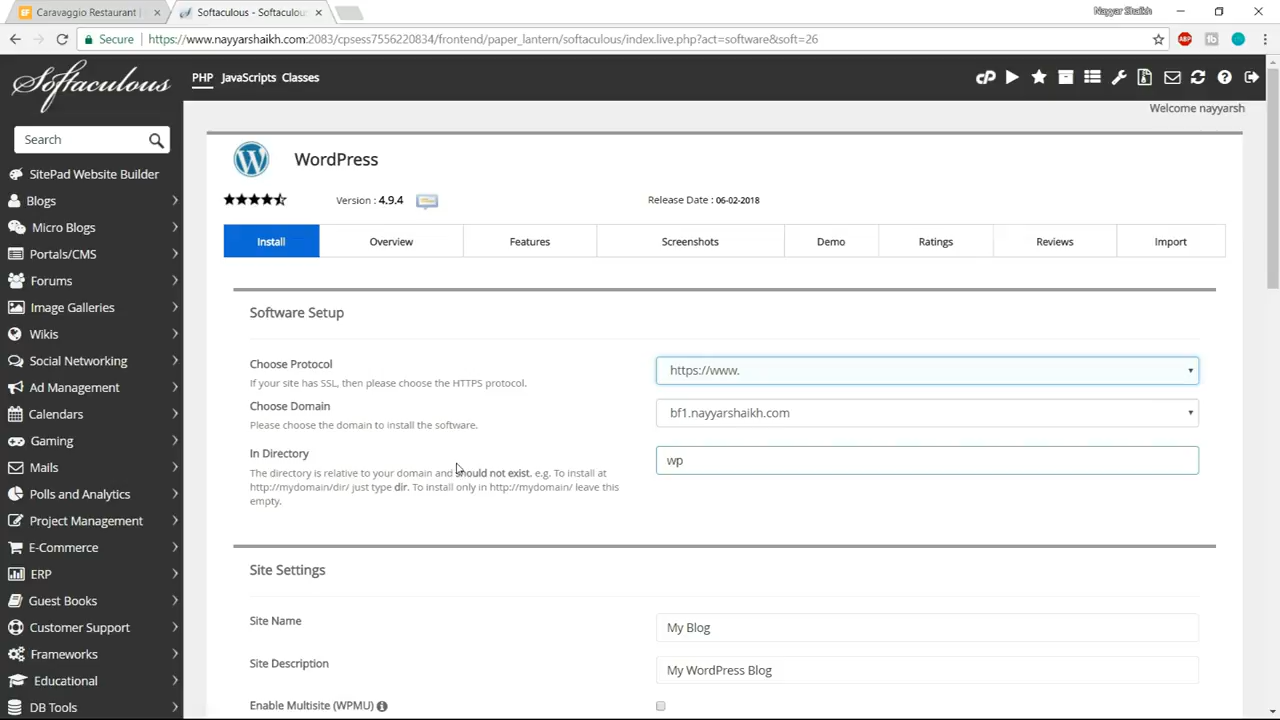 Caravaggio Restaurant |
Softaculous - Softaculou
Nayyar Shaikh
Secure
https://www.nayyarshaikh.com:2083/cpsess7556220834/frontend/paper_lantern/softaculous/index.live.php?act=software&soft=26
ABP
Softaculous
PHP JavaScripts Classes
Welcome nayyarsh
Search
SitePad Website Builder
Blogs
Micro Blogs
Portals/CMS
Forums
Image Galleries
Wikis
Social Networking
Ad Management
Calendars
Gaming
Mails
Polls and Analytics
Project Management
E-Commerce
ERP
Guest Books
Customer Support
Frameworks
Educational
DB Tools
WordPress
Version : 4.9.4
Release Date : 06-02-2018
Install Overview Features Screenshots Demo Ratings Reviews Import
Software Setup
Choose Protocol
If your site has SSL, then please choose the HTTPS protocol.
https://www.
Choose Domain
Please choose the domain to install the software.
bf1.nayyarshaikh.com
In Directory
The directory is relative to your domain and should not exist. e.g. To install at
http://mydomain/dir/ just type dir. To install only in http://mydomain/ leave this
empty.
wp
Site Settings
Site Name
My Blog
Site Description
My WordPress Blog
Enable Multisite (WPMU)